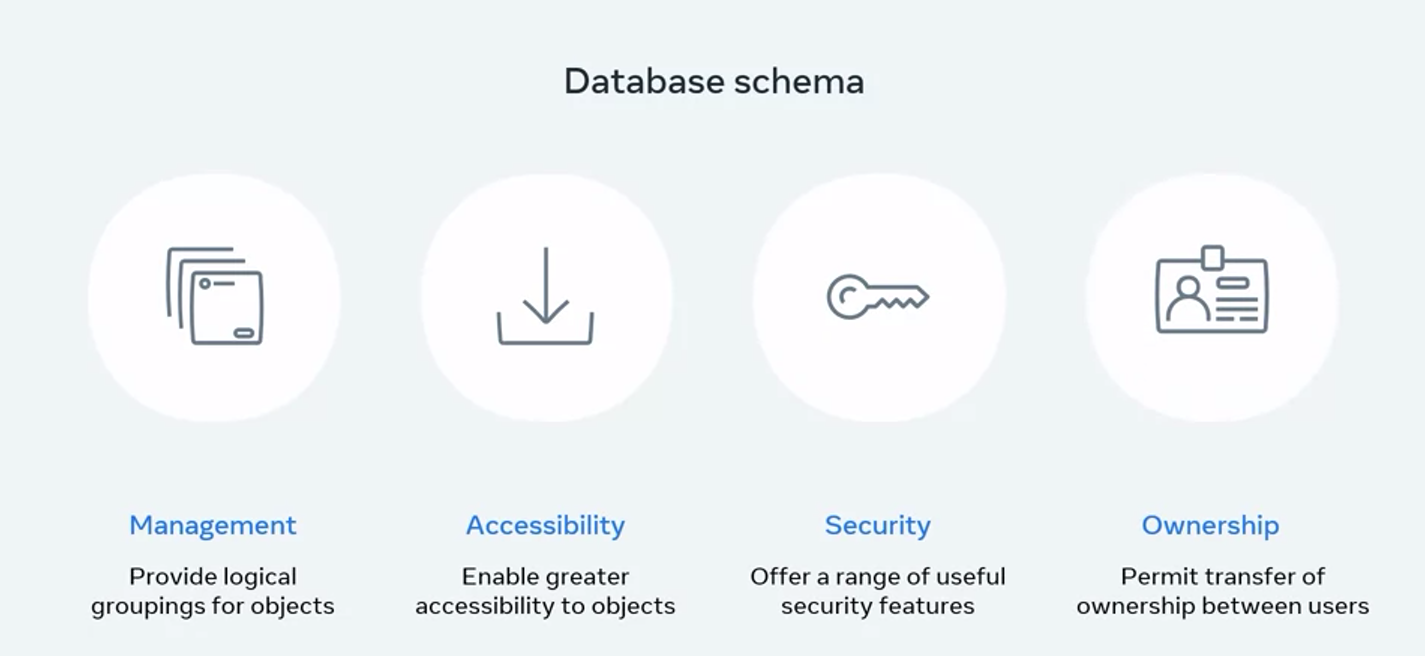 Database schema
Management
Provide logical
groupings for objects
Accessibility
Enable greater
accessibility to objects
Security
Offer a range of useful
security features
Ownership
Permit transfer of
ownership between users